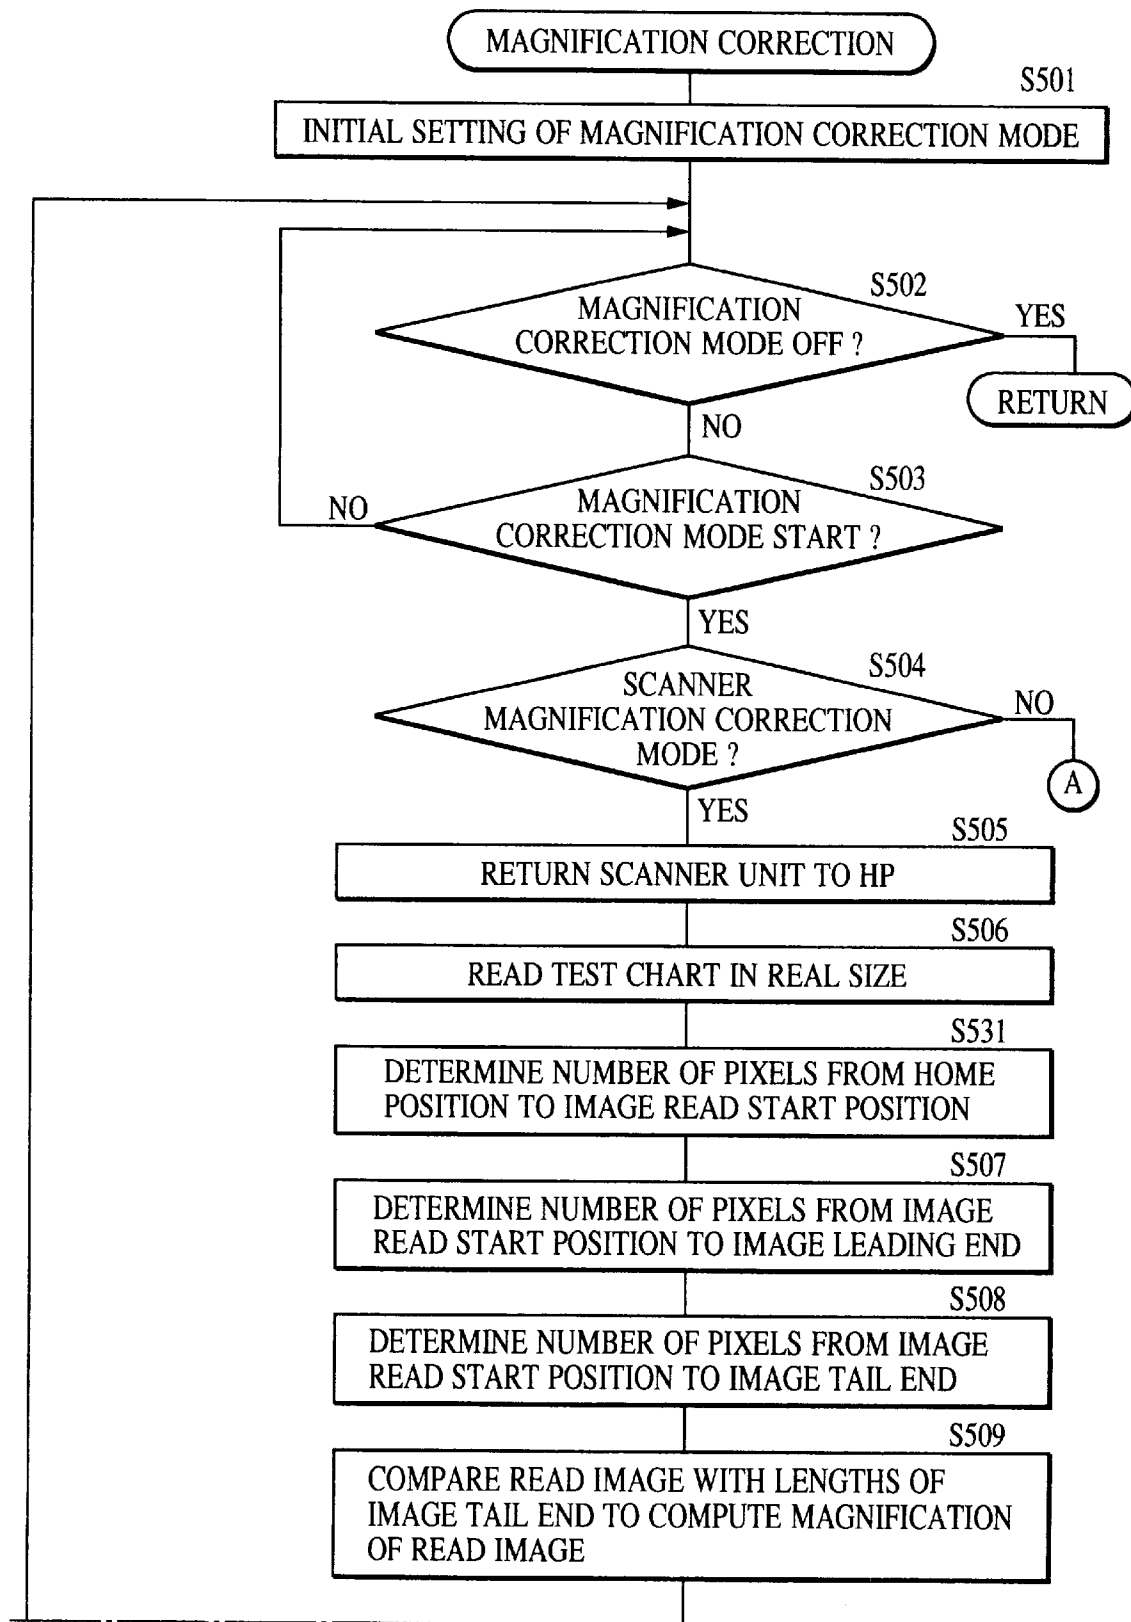 MAGNIFICATION CORRECTION
S501
INITIAL SETTING OF MAGNIFICATION CORRECTION MODE
S502
MAGNIFICATION
CORRECTION MODE OFF ?
YES
RETURN
NO
S503
MAGNIFICATION
CORRECTION MODE START ?
NO
YES
S504
SCANNER
MAGNIFICATION CORRECTION
MODE ?
NO
A
YES
S505
RETURN SCANNER UNIT TO HP
S506
READ TEST CHART IN REAL SIZE
S531
DETERMINE NUMBER OF PIXELS FROM HOME
POSITION TO IMAGE READ START POSITION
S507
DETERMINE NUMBER OF PIXELS FROM IMAGE
READ START POSITION TO IMAGE LEADING END
S508
DETERMINE NUMBER OF PIXELS FROM IMAGE
READ START POSITION TO IMAGE TAIL END
S509
COMPARE READ IMAGE WITH LENGTHS OF
IMAGE TAIL END TO COMPUTE MAGNIFICATION
OF READ IMAGE